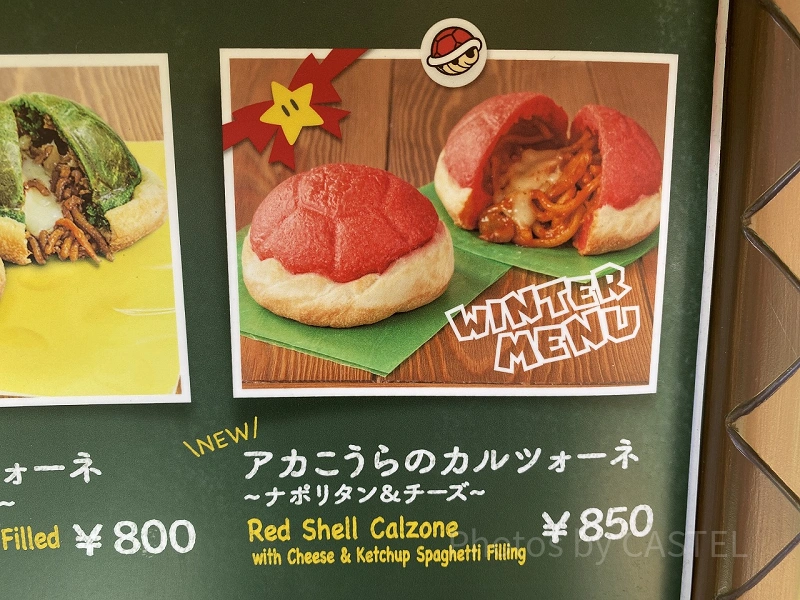 WINTER
MENU
NEW
ォーネ
~
Filled ¥800
アカこうらのカルツォーネ
~ナポリタン&チーズ~
Red Shell Calzone
with Cheese & Ketchup Spaghetti Filling
¥850
Photos by CASTEL